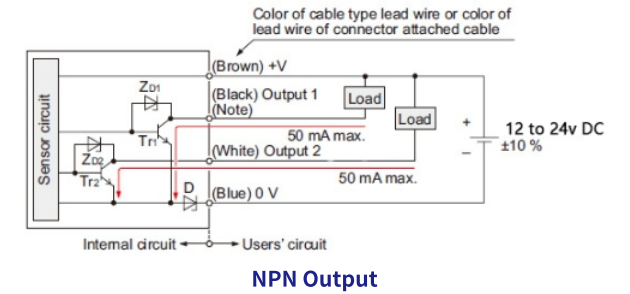 Color of cable type lead wire or color of
lead wire of connector attached cable
(Brown) +V
ZD1
(Black) Output 1
(Note)
Load
Load
Sensor circuit
Tr1
50 mA max.
+
12 to 24v DC
±10 %
−
ZD2
(White) Output 2
Tr2
50 mA max.
D
(Blue) 0 V
Internal circuit
Users' circuit
NPN Output